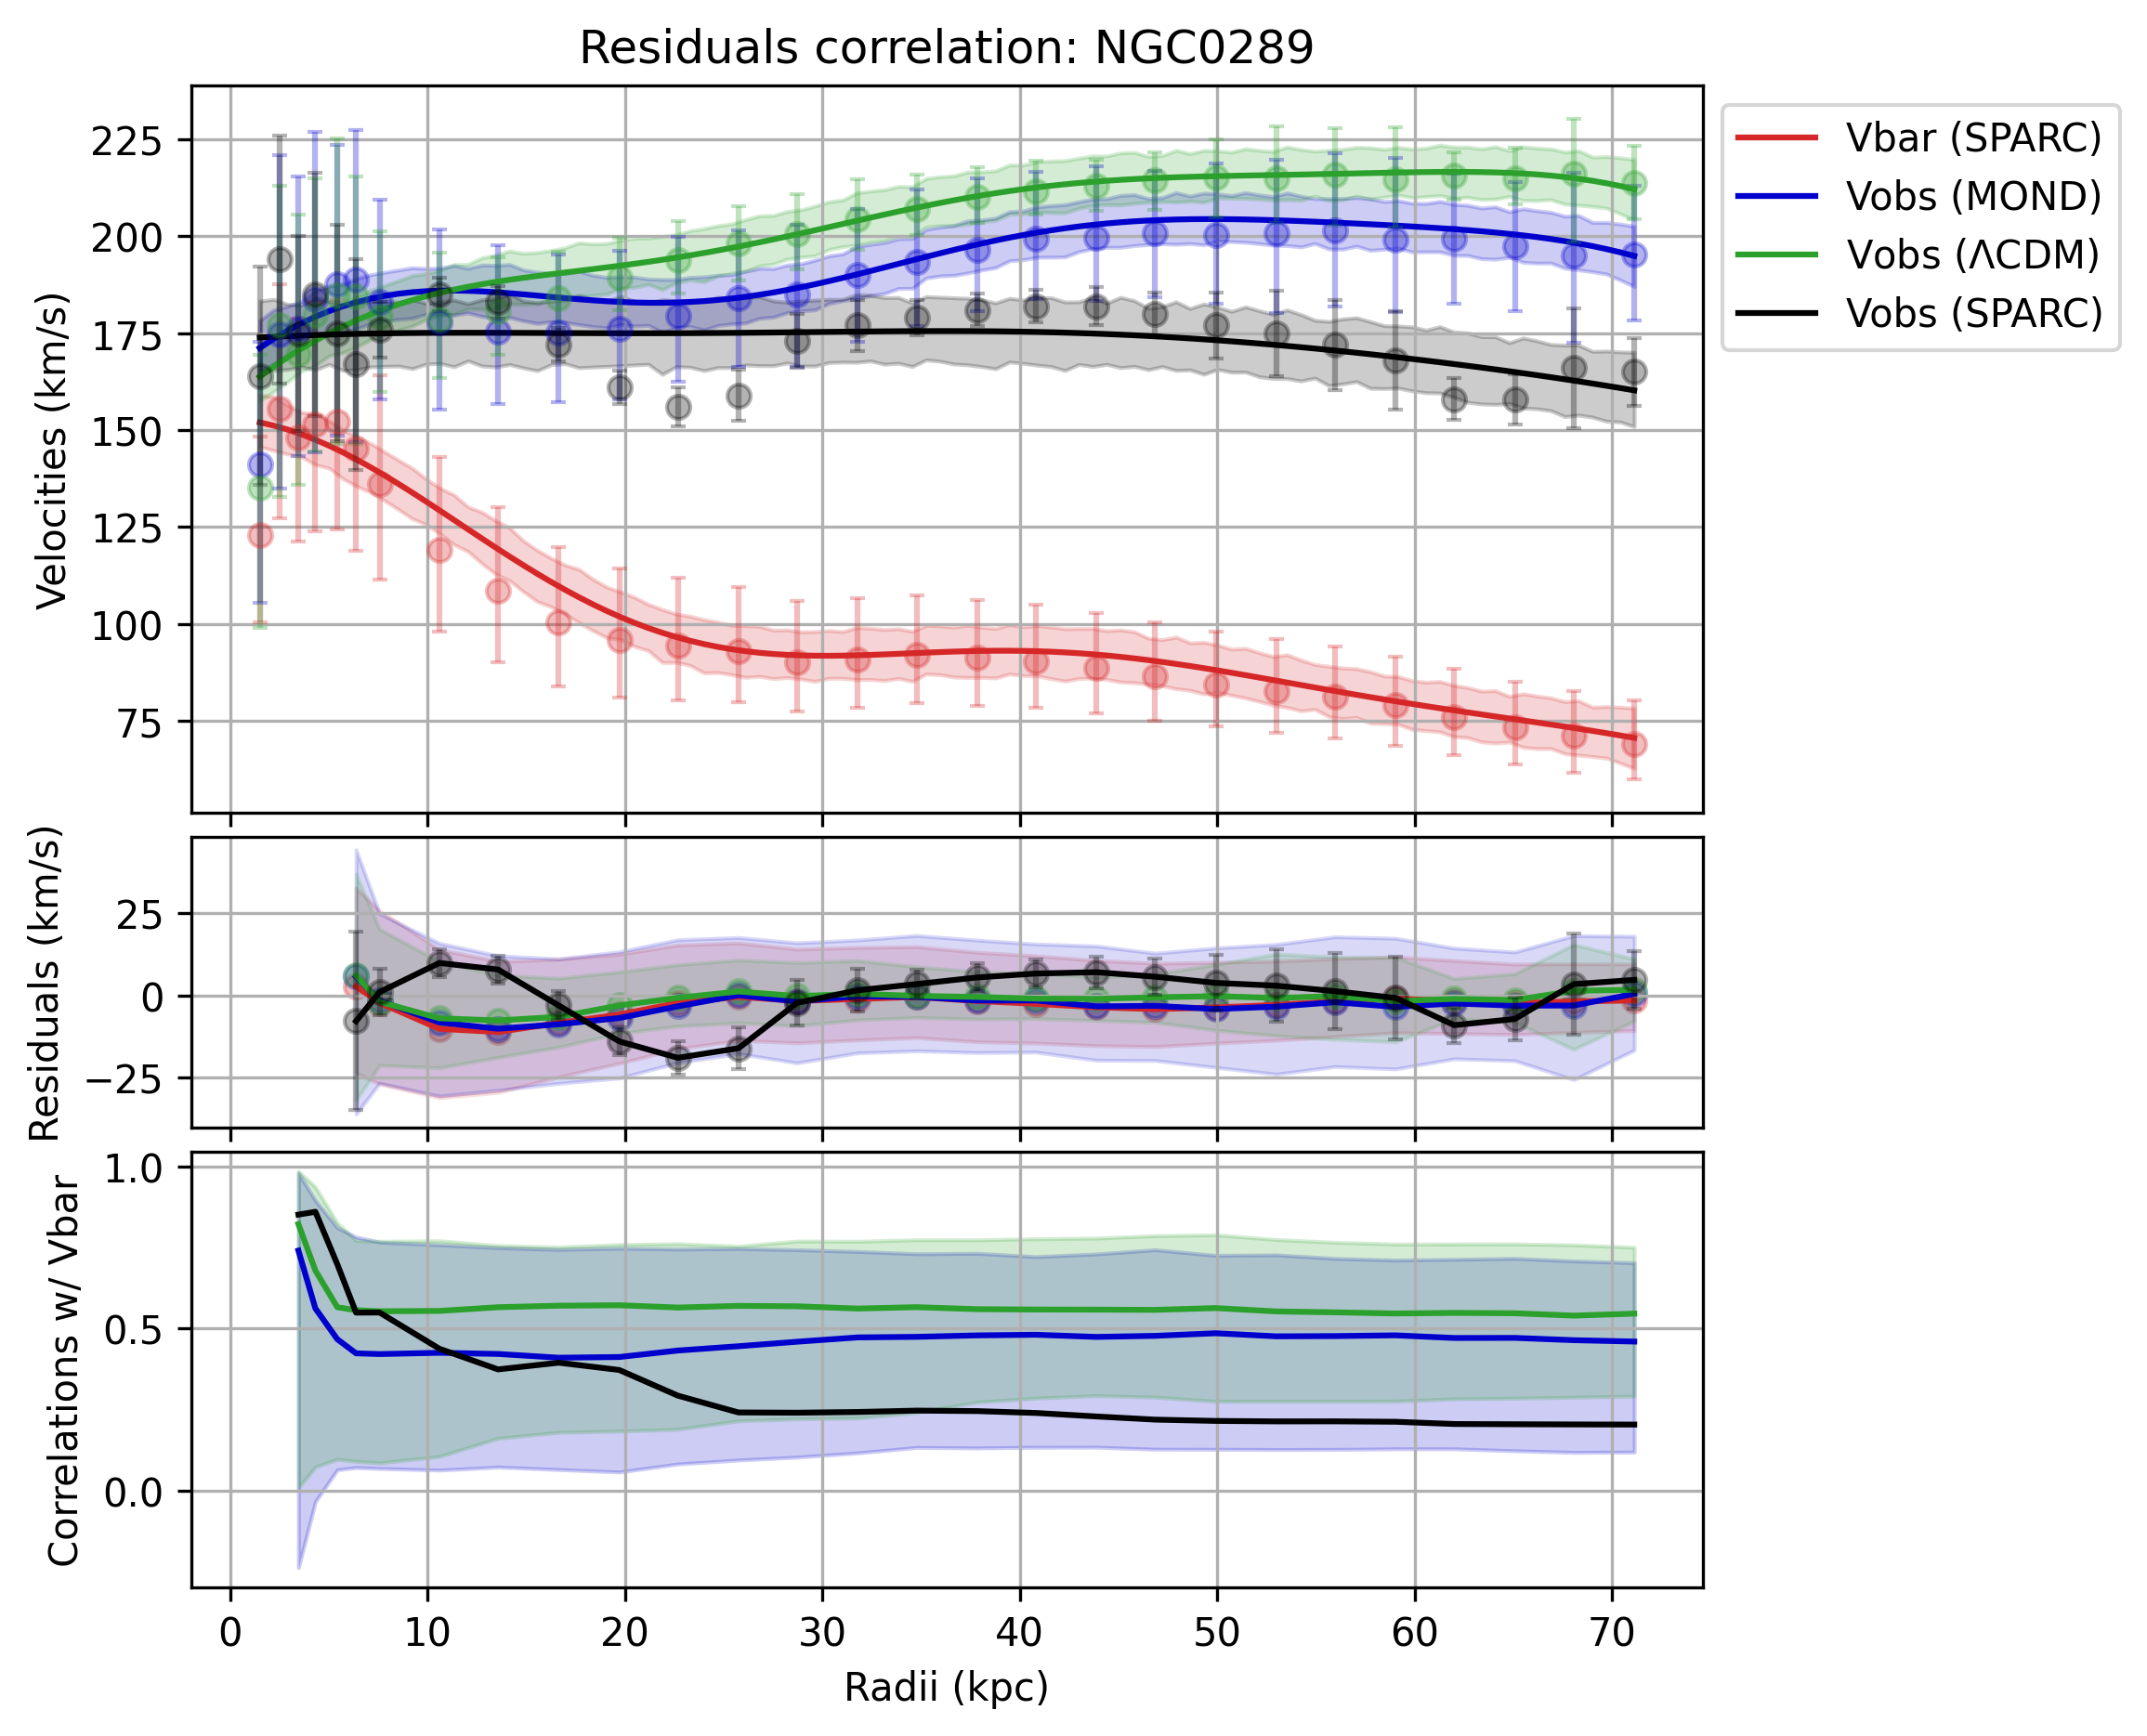 Residuals correlation: NGC0289
225
200
175
150
125
100
75
Velocities (km/s)
Vbar (SPARC)
Vobs (MOND)
Vobs (ΛCDM)
Vobs (SPARC)
25
0
−25
Residuals (km/s)
1.0
0.5
0.0
Correlations w/ Vbar
0 10 20 30 40 50 60 70
Radii (kpc)